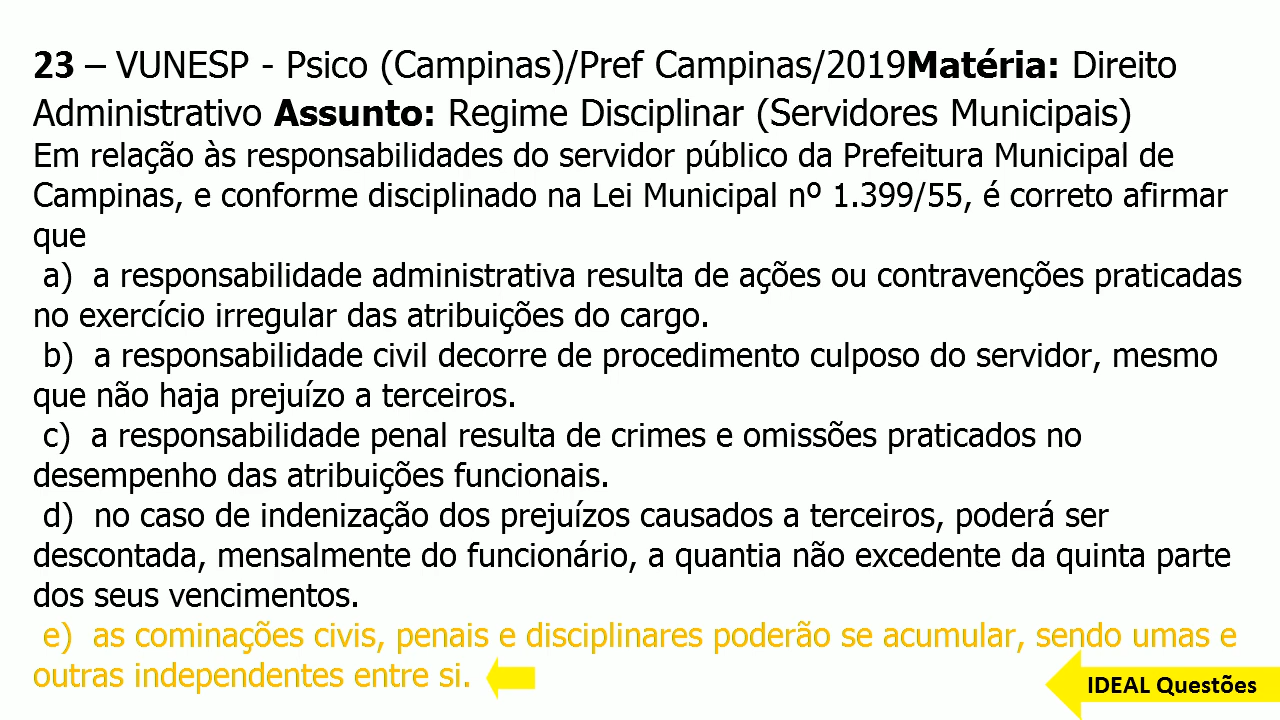 23 – VUNESP - Psico (Campinas)/Pref Campinas/2019Matéria: Direito
Administrativo Assunto: Regime Disciplinar (Servidores Municipais)
Em relação às responsabilidades do servidor público da Prefeitura Municipal de
Campinas, e conforme disciplinado na Lei Municipal nº 1.399/55, é correto afirmar
que
a) a responsabilidade administrativa resulta de ações ou contravenções praticadas
no exercício irregular das atribuições do cargo.
b) a responsabilidade civil decorre de procedimento culposo do servidor, mesmo
que não haja prejuízo a terceiros.
c) a responsabilidade penal resulta de crimes e omissões praticados no
desempenho das atribuições funcionais.
d) no caso de indenização dos prejuízos causados a terceiros, poderá ser
descontada, mensalmente do funcionário, a quantia não excedente da quinta parte
dos seus vencimentos.
e) as cominações civis, penais e disciplinares poderão se acumular, sendo umas e
outras independentes entre si.
IDEAL Questões